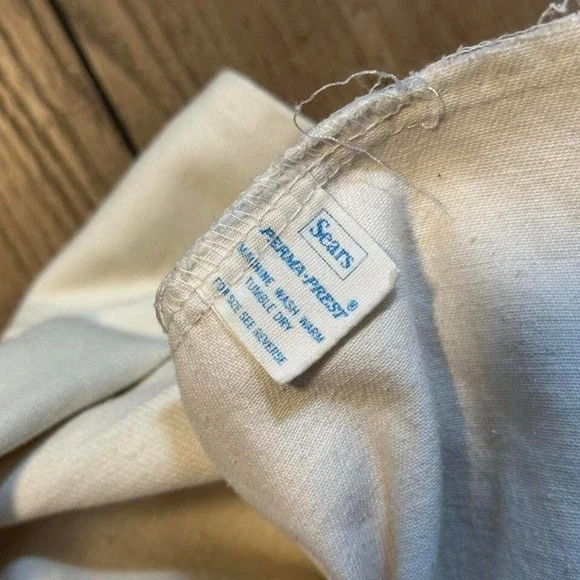 Sears
PERMA-PREST®
MACHINE WASH WARM
TUMBLE DRY
FOR SIZE SEE REVERSE